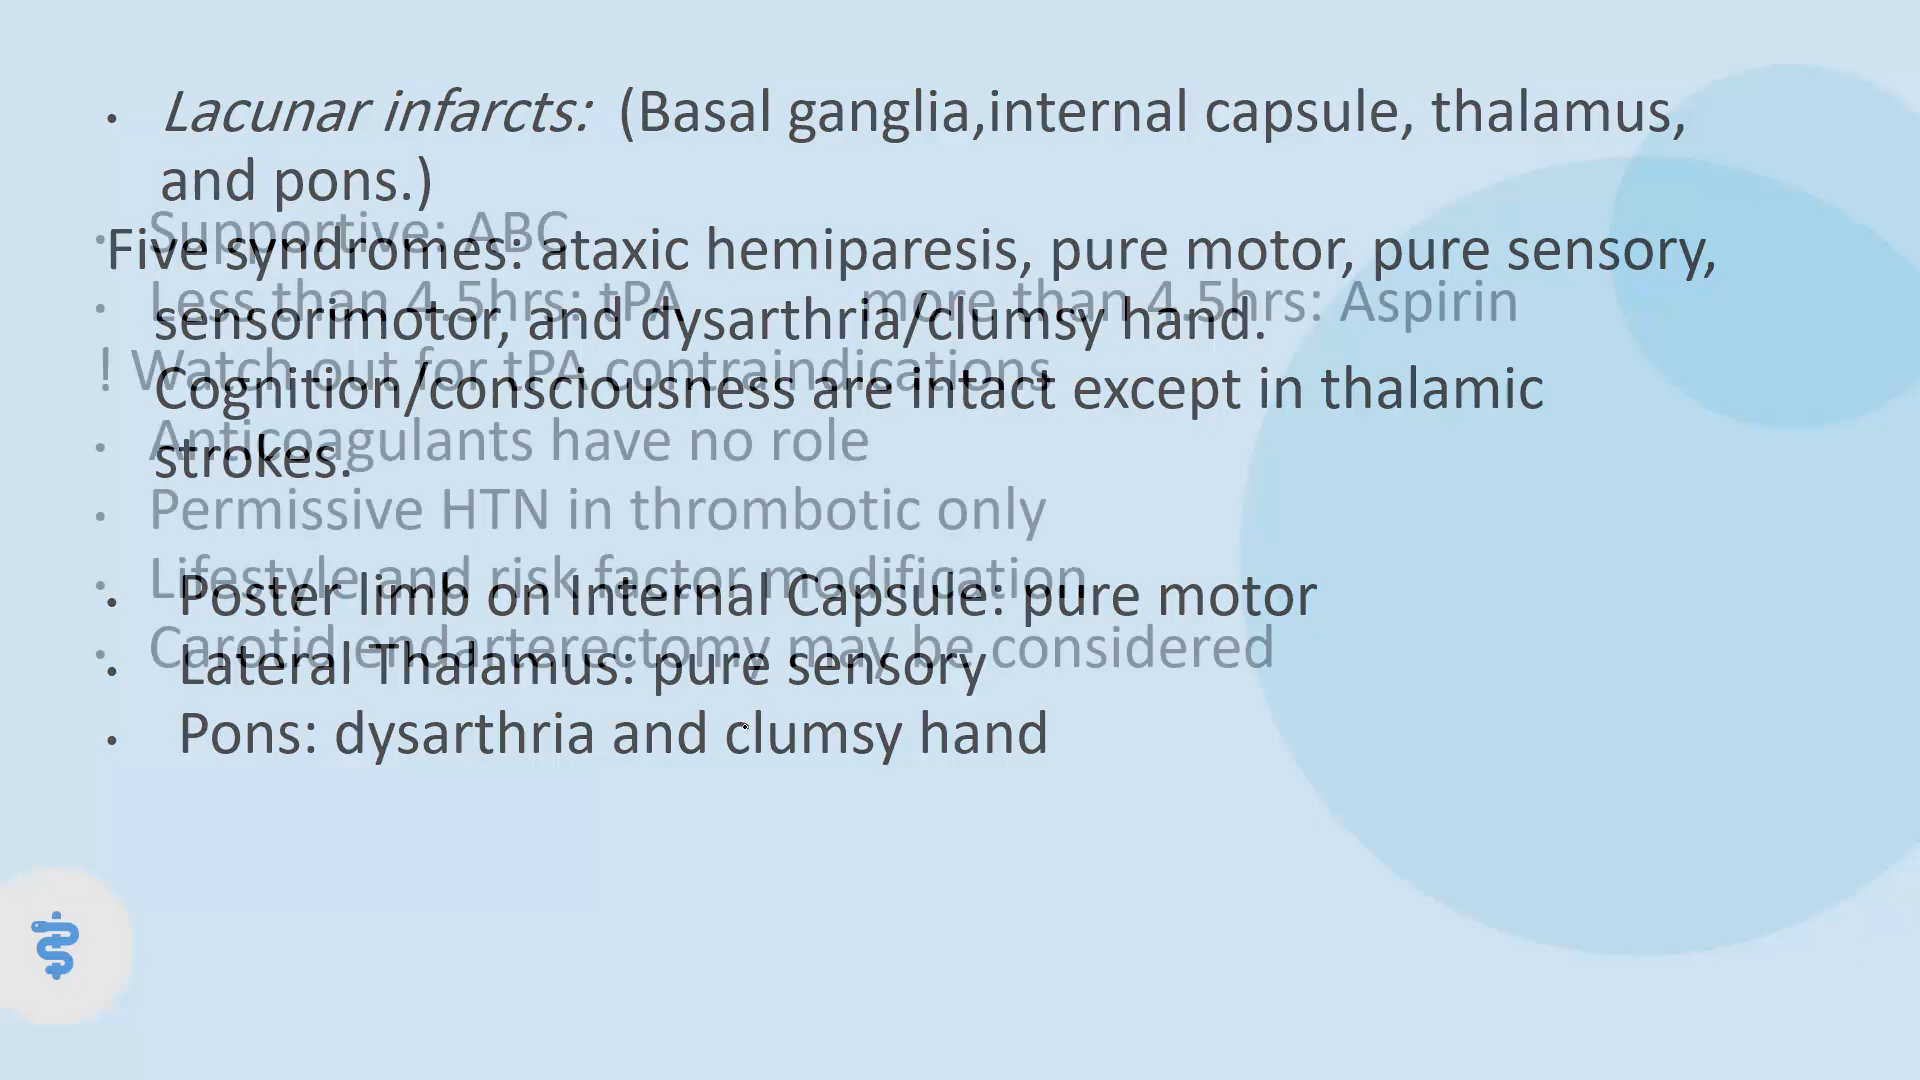 • Lacunar infarcts: (Basal ganglia,internal capsule, thalamus,
and pons.)
Five syndromes: ataxic hemiparesis, pure motor, pure sensory,
sensorimotor, and dysarthria/clumsy hand.
Cognition/consciousness are intact except in thalamic
strokes.
• Poster limb on Internal Capsule: pure motor
• Lateral Thalamus: pure sensory
• Pons: dysarthria and clumsy hand
• Supportive: ABC
• Less than 4.5hrs: tPA more than 4.5hrs: Aspirin
! Watch out for tPA contraindications
• Anticoagulants have no role
• Permissive HTN in thrombotic only
• Lifestyle and risk factor modification
• Carotid endarterectomy may be considered